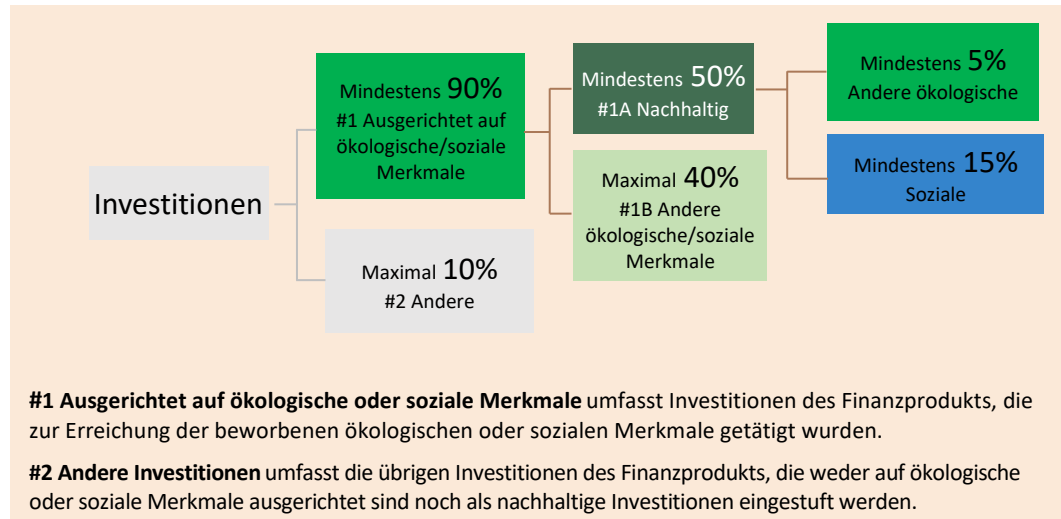 Investitionen
Mindestens 90%
#1 Ausgerichtet auf
ökologische/soziale
Merkmale
Maximal 10%
#2 Andere
Mindestens 50%
#1A Nachhaltig
Maximal 40%
#1B Andere
ökologische/soziale
Merkmale
Mindestens 5%
Andere ökologische
Mindestens 15%
Soziale
#1 Ausgerichtet auf ökologische oder soziale Merkmale umfasst Investitionen des Finanzprodukts, die
zur Erreichung der beworbenen ökologischen oder sozialen Merkmale getätigt wurden.
#2 Andere Investitionen umfasst die übrigen Investitionen des Finanzprodukts, die weder auf ökologische
oder soziale Merkmale ausgerichtet sind noch als nachhaltige Investitionen eingestuft werden.